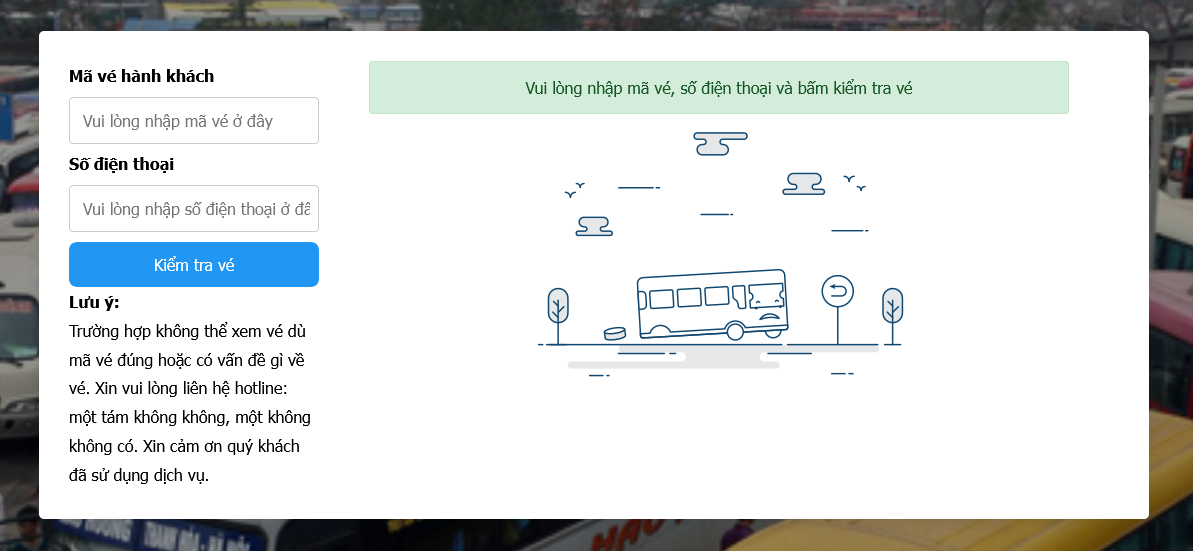 Mã vé hành khách
Vui lòng nhập mã vé ở đây
Số điện thoại
Vui lòng nhập số điện thoại ở đâ
Kiểm tra vé
Lưu ý:
Trường hợp không thể xem vé dù
mã vé đúng hoặc có vấn đề gì về
vé. Xin vui lòng liên hệ hotline:
một tám không không, một không
không có. Xin cảm ơn quý khách
đã sử dụng dịch vụ.
Vui lòng nhập mã vé, số điện thoại và bấm kiểm tra vé